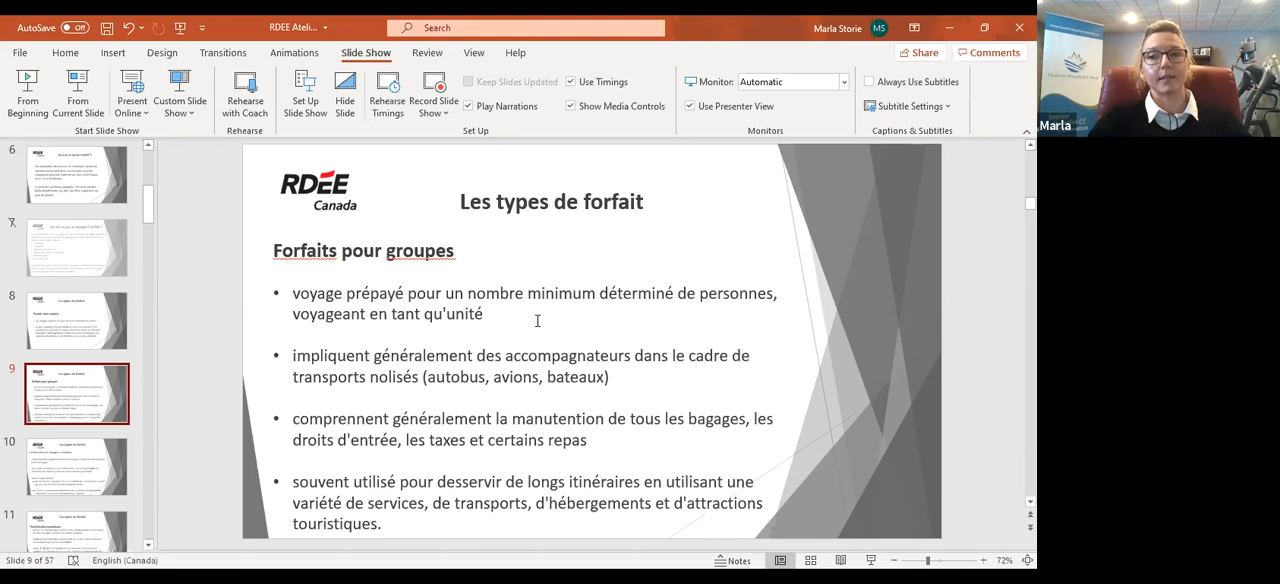 AutoSave Off RDEE Ateli... Search Marla Storie MS
File Home Insert Design Transitions Animations Slide Show Review View Help Share Comments
From Beginning
From Current Slide
Present Online
Custom Slide Show
Start Slide Show
Rehearse with Coach
Rehearse
Set Up Slide Show
Hide Slide
Rehearse Timings
Record Slide Show
Keep Slides Updated
Use Timings
Play Narrations
Show Media Controls
Set Up
Monitor: Automatic
Use Presenter View
Monitors
Always Use Subtitles
Subtitle Settings
Captions & Subtitles
Marla
6
7
8
9
10
11
RDÉE
Canada
Les types de forfait
Forfaits pour groupes
• voyage prépayé pour un nombre minimum déterminé de personnes,
voyageant en tant qu'unité
• impliquent généralement des accompagnateurs dans le cadre de
transports nolisés (autobus, avions, bateaux)
• comprennent généralement la manutention de tous les bagages, les
droits d'entrée, les taxes et certains repas
• souvent utilisé pour desservir de longs itinéraires en utilisant une
variété de services, de transports, d'hébergements et d'attractions
touristiques.
Slide 9 of 57 English (Canada) Notes 72%